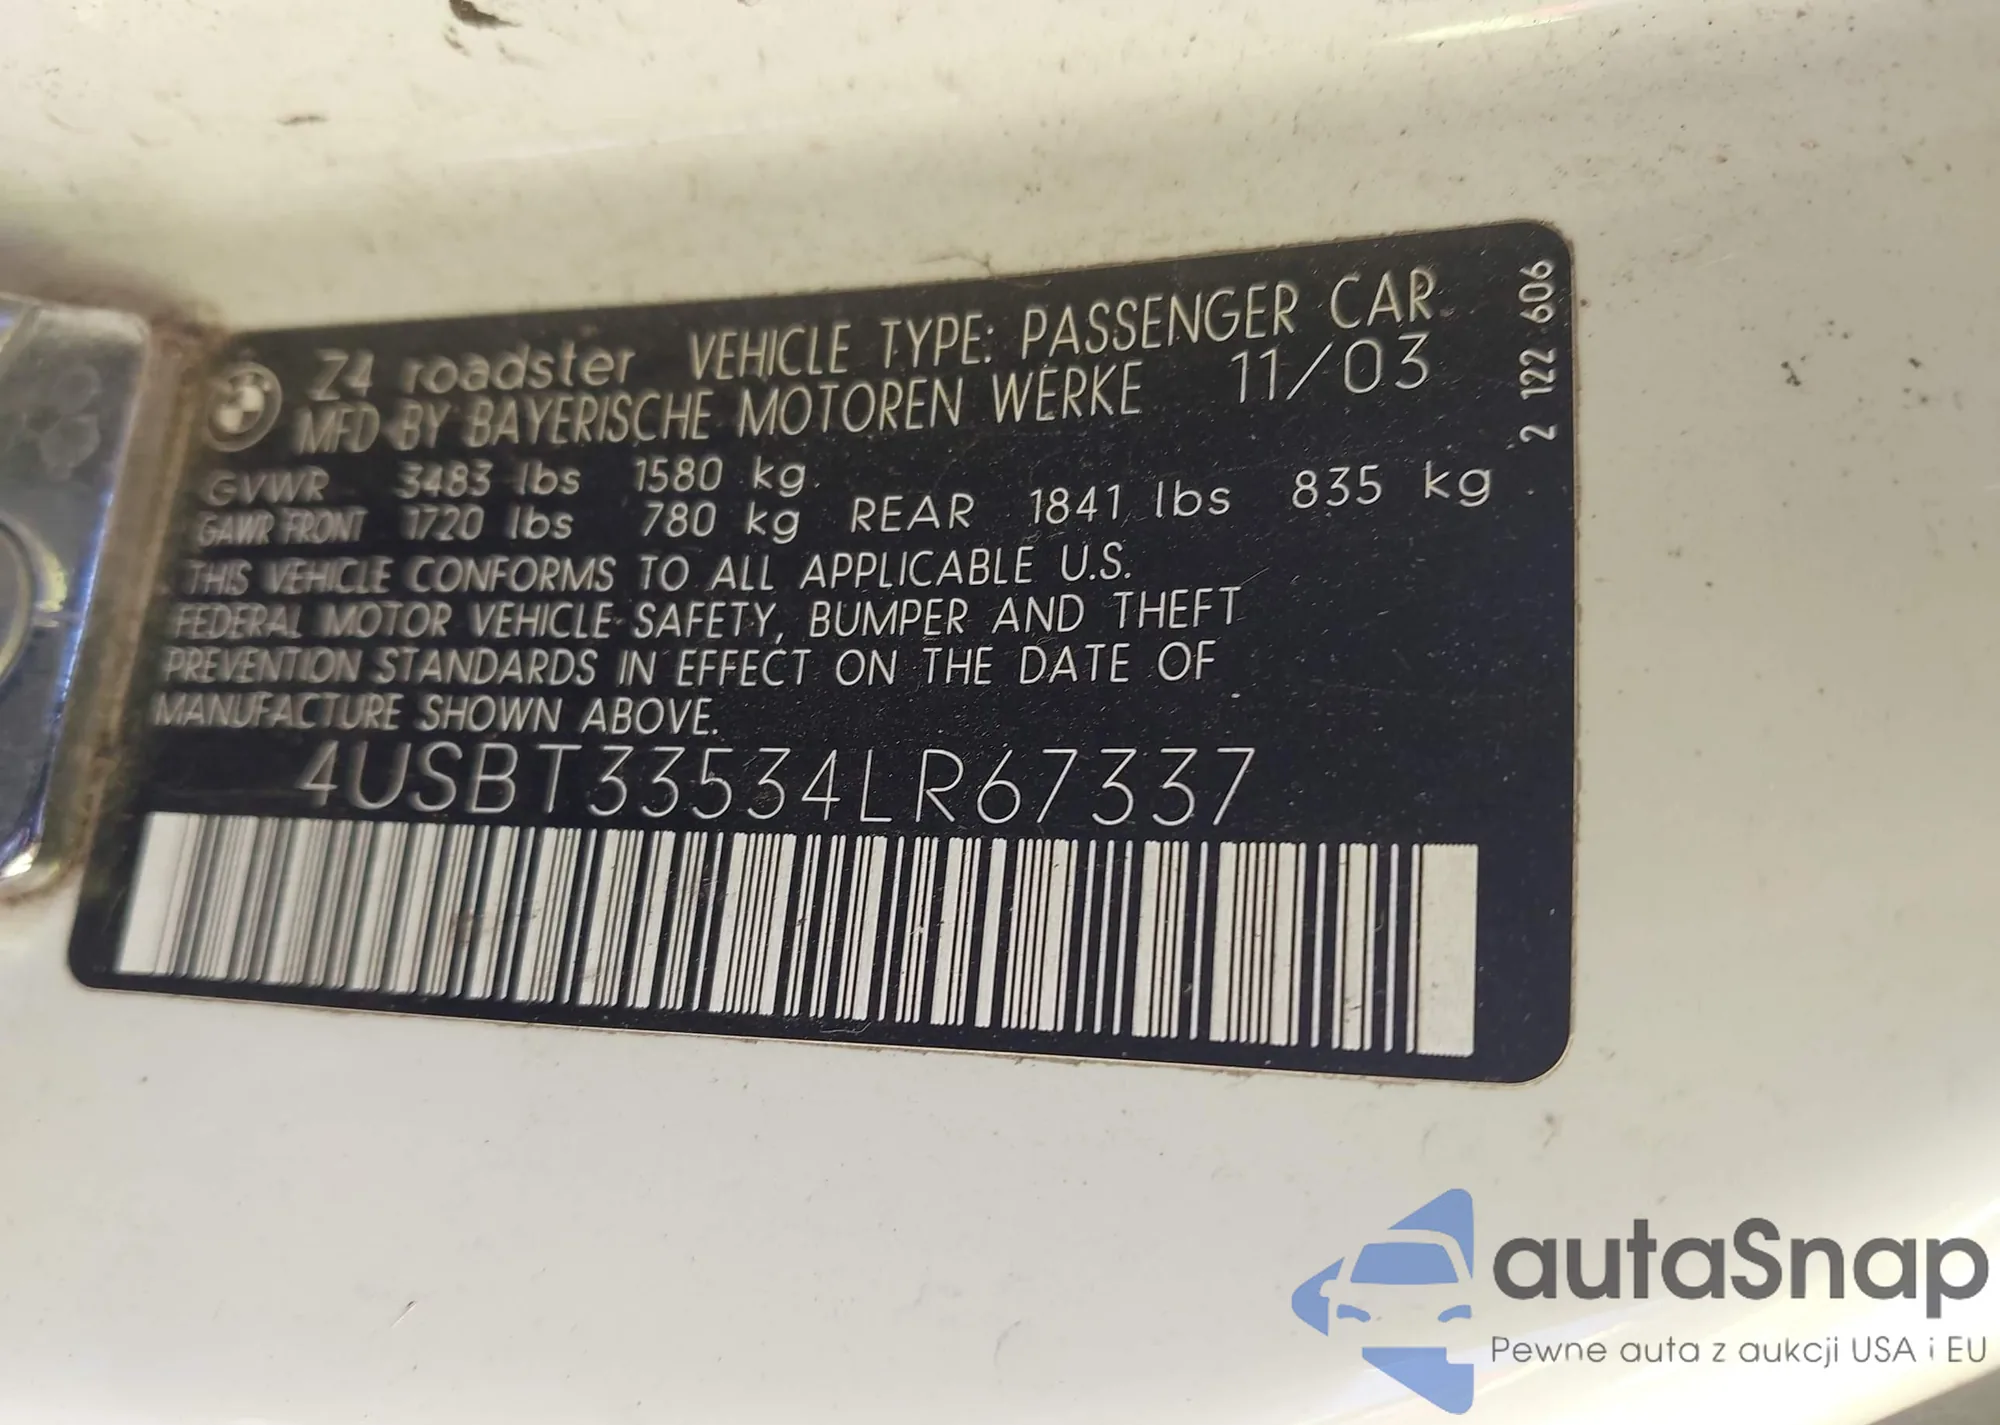 Z4 roadster VEHICLE TYPE: PASSENGER CAR
MFD BY BAYERISCHE MOTOREN WERKE 11/03
GVWR 3483 lbs 1580 kg
GAWR FRONT 1720 lbs 780 kg REAR 1841 lbs 835 kg
THIS VEHICLE CONFORMS TO ALL APPLICABLE U.S.
FEDERAL MOTOR VEHICLE SAFETY, BUMPER AND THEFT
PREVENTION STANDARDS IN EFFECT ON THE DATE OF
MANUFACTURE SHOWN ABOVE.
4USBT33534LR67337
2 122 606
autaSnap
Pewne auta z aukcji USA i EU